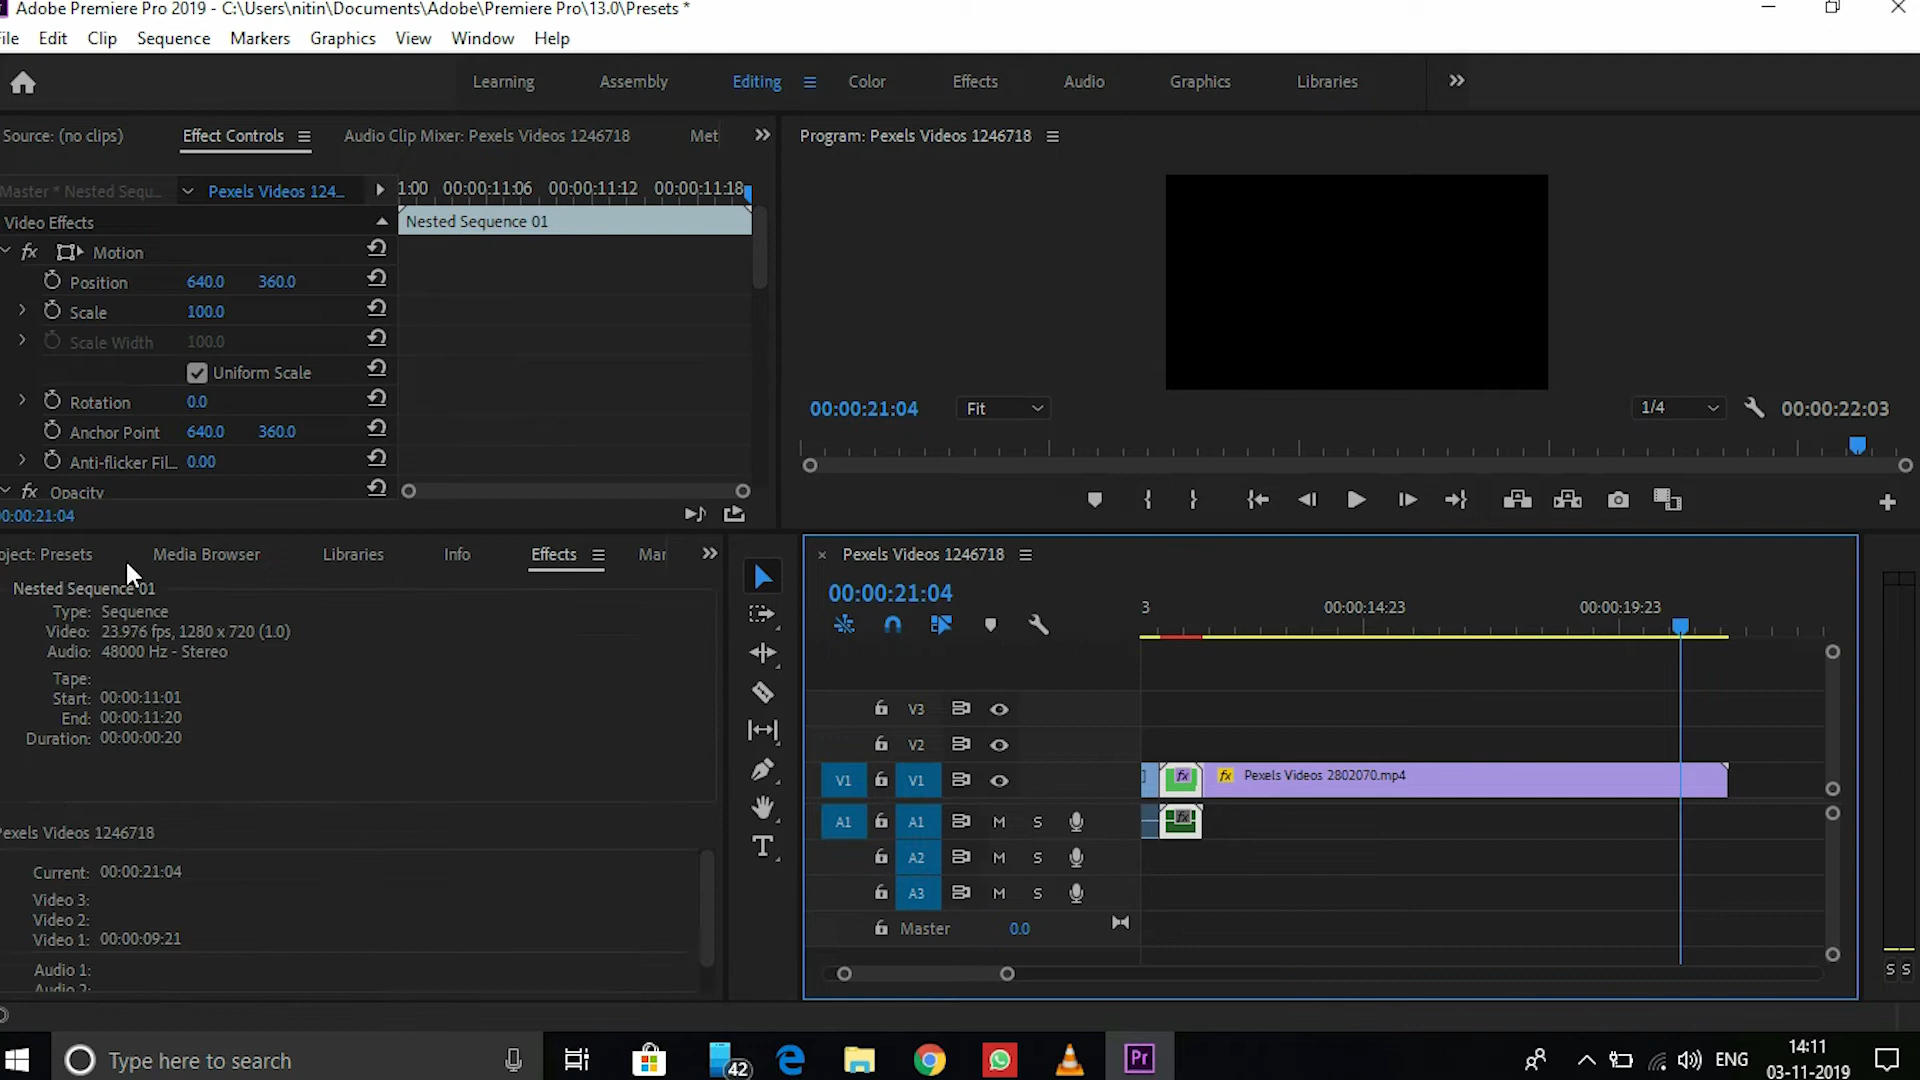 Adobe Premiere Pro 2019 - C:\Users\nitin\Documents\Adobe\Premiere Pro\13.0\Presets *
File Edit Clip Sequence Markers Graphics View Window Help
Learning Assembly Editing Color Effects Audio Graphics Libraries
Source: (no clips) Effect Controls Audio Clip Mixer: Pexels Videos 1246718 Met
Program: Pexels Videos 1246718
Master * Nested Sequ... Pexels Videos 124... 1:00 00:00:11:06 00:00:11:12 00:00:11:18
Video Effects
Nested Sequence 01
fx Motion
Position 640.0 360.0
Scale 100.0
Scale Width 100.0
Uniform Scale
Rotation 0.0
Anchor Point 640.0 360.0
Anti-flicker Fil... 0.00
fx Opacity
0:00:21:04
00:00:21:04 Fit 1/4 00:00:22:03
oject: Presets Media Browser Libraries Info Effects Mar
Nested Sequence 01
Type: Sequence
Video: 23.976 fps, 1280 x 720 (1.0)
Audio: 48000 Hz - Stereo
Tape:
Start: 00:00:11:01
End: 00:00:11:20
Duration: 00:00:00:20
Pexels Videos 1246718
Current: 00:00:21:04
Video 3:
Video 2:
Video 1: 00:00:09:21
Audio 1:
Audio 2:
× Pexels Videos 1246718
00:00:21:04
3 00:00:14:23 00:00:19:23
V3
V2
V1 V1 fx fx Pexels Videos 2802070.mp4
A1 A1 M S fx
A2 M S
A3 M S
Master 0.0
S S
T
Type here to search
42
Pr
ENG
14:11
03-11-2019